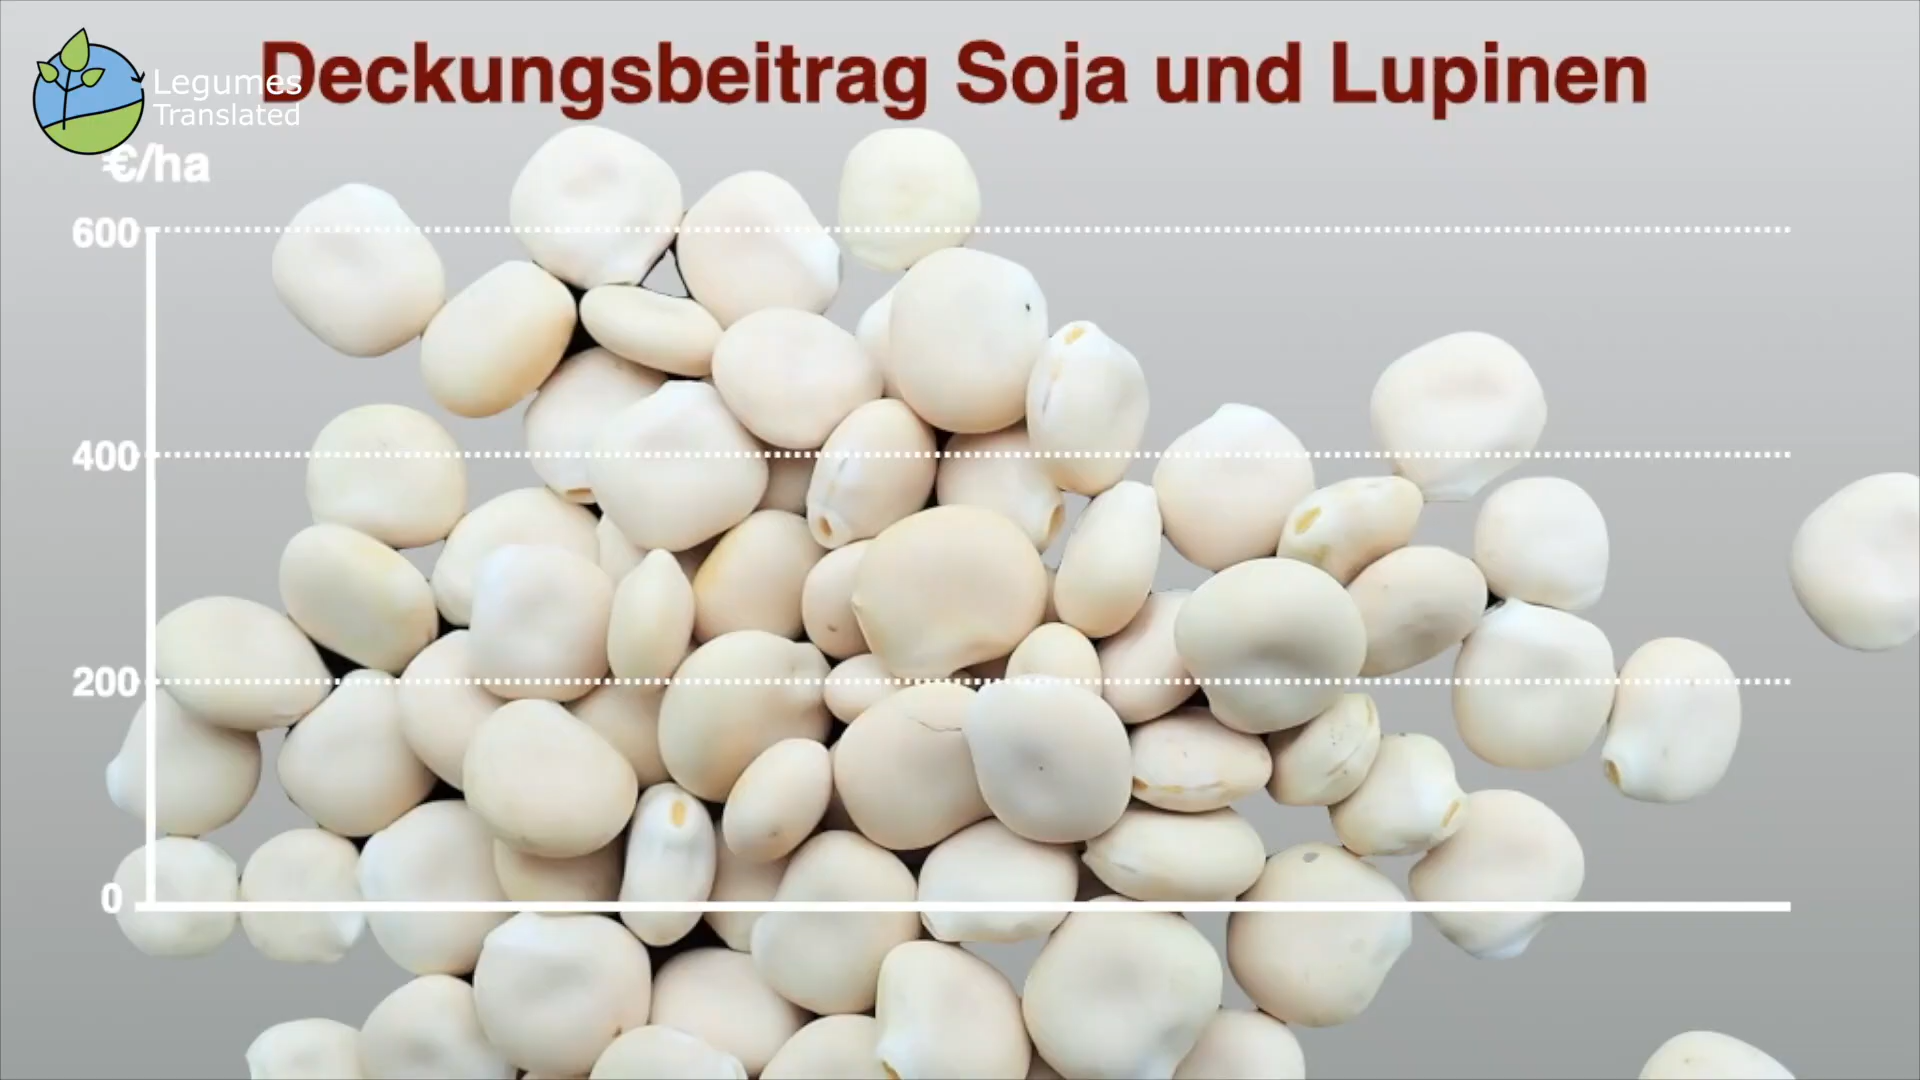 Deckungsbeitrag Soja und Lupinen
Legumes
Translated
€/ha
600
400
200
0